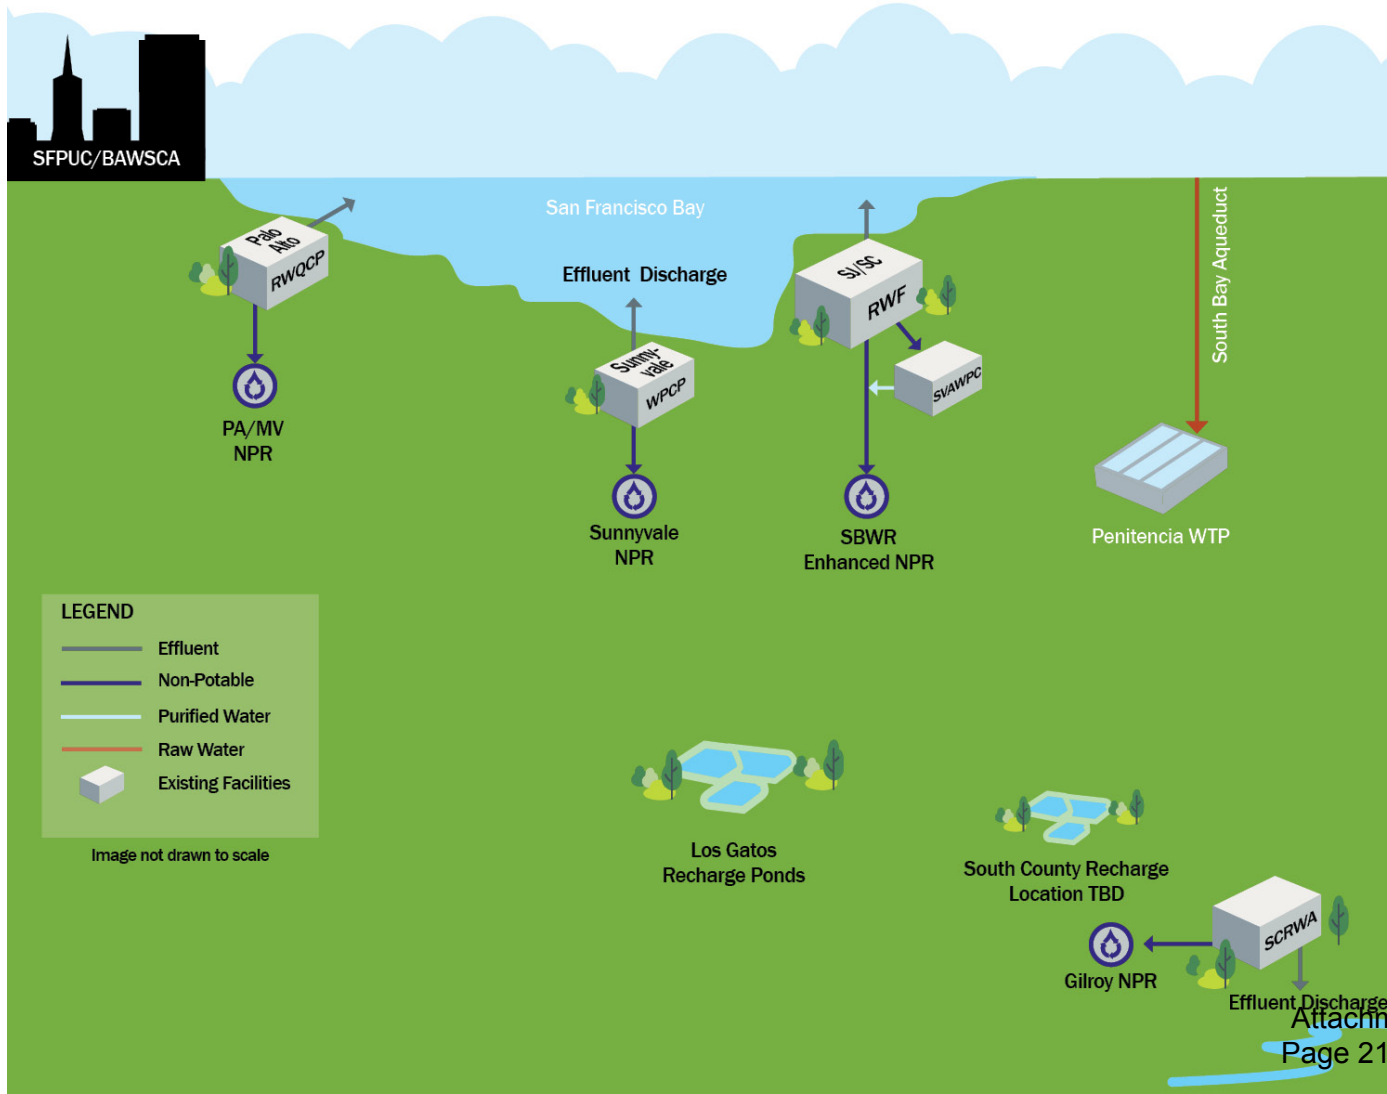 SFPUC/BAWSCA
San Francisco Bay
South Bay Aqueduct
Palo
Alto
RWQCP
Effluent Discharge
SJ/SC
RWF
Sunny-
vale
WPCP
SVAWPC
PA/MV
NPR
Sunnyvale
NPR
SBWR
Enhanced NPR
Penitencia WTP
LEGEND
Effluent
Non-Potable
Purified Water
Raw Water
Existing Facilities
Image not drawn to scale
Los Gatos
Recharge Ponds
South County Recharge
Location TBD
SCRWA
Gilroy NPR
Effluent Discharge
Attachm
Page 21